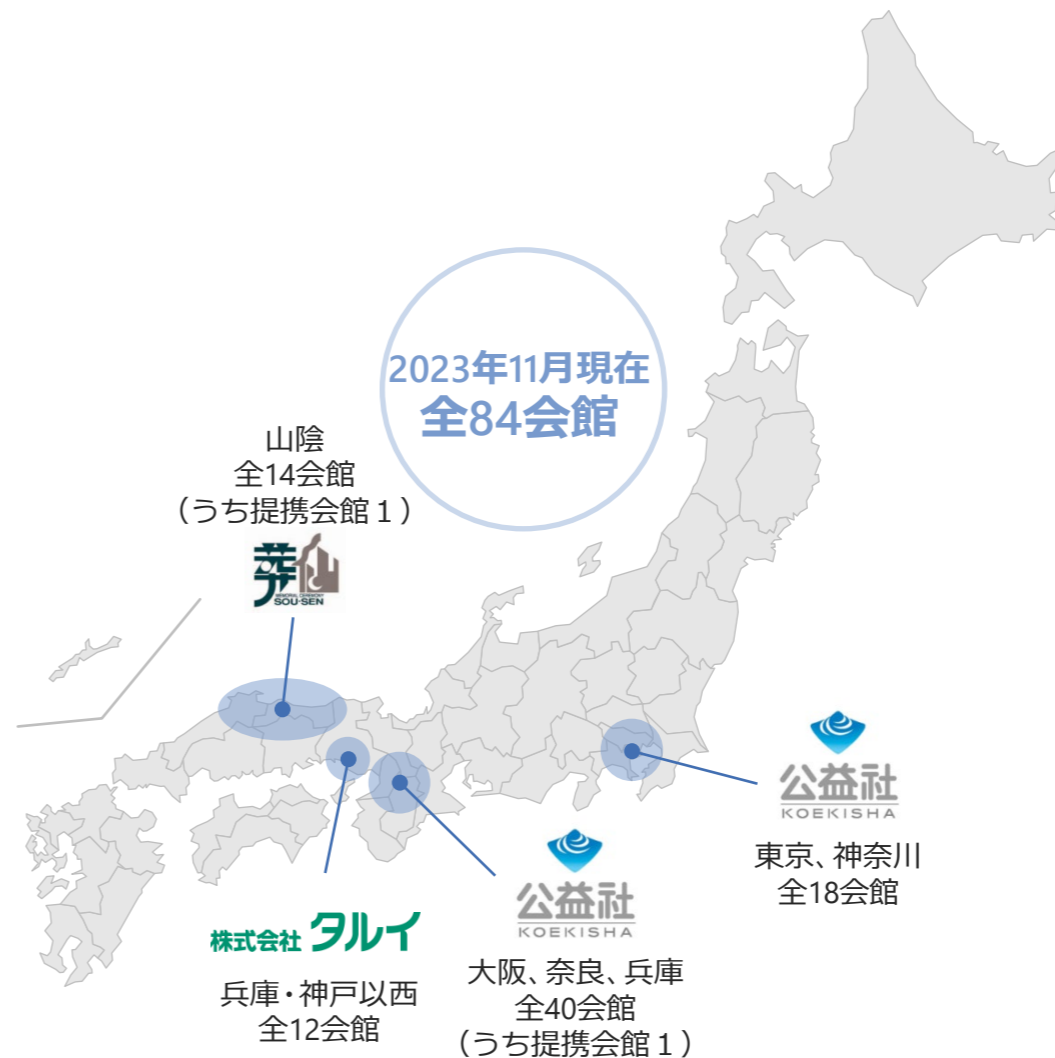 2023年11月現在
全84会館
山陰
全14会館
（うち提携会館１）
葬仙
MEMORIAL CEREMONY
SOU-SEN
公益社
KOEKISHA
東京、神奈川
全18会館
公益社
KOEKISHA
大阪、奈良、兵庫
全40会館
（うち提携会館１）
株式会社 タルイ
兵庫・神戸以西
全12会館